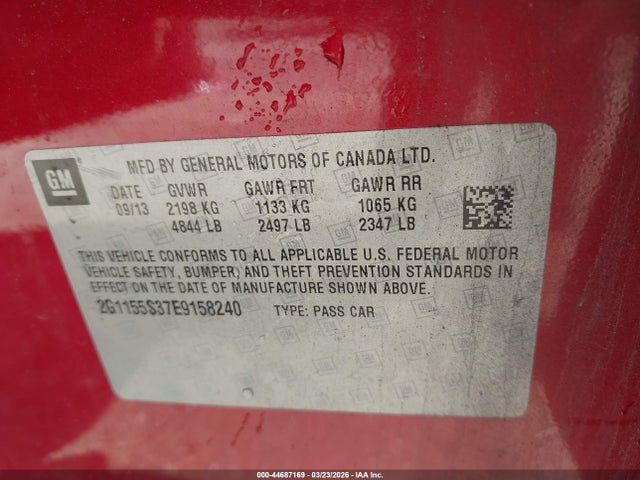 MFD BY GENERAL MOTORS OF CANADA LTD.
GM
DATE GVWR GAWR FRT GAWR RR
09/13 2198 KG 1133 KG 1065 KG
4844 LB 2497 LB 2347 LB
THIS VEHICLE CONFORMS TO ALL APPLICABLE U.S. FEDERAL MOTOR
VEHICLE SAFETY, BUMPER, AND THEFT PREVENTION STANDARDS IN
EFFECT ON THE DATE OF MANUFACTURE SHOWN ABOVE.
2G1155S37E9158240 TYPE: PASS CAR
000-44687169 | 03/23/2026 | IAA Inc.